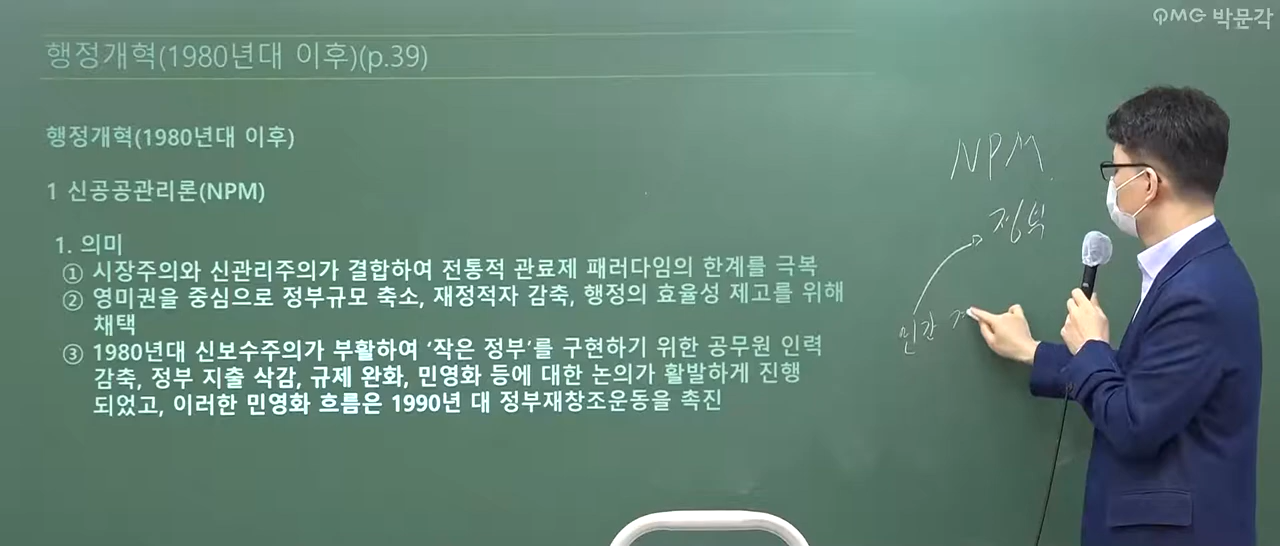 PMG 박문각
행정개혁(1980년대 이후)(p.39)
행정개혁(1980년대 이후)
1 신공공관리론(NPM)
1. 의미
① 시장주의와 신관리주의가 결합하여 전통적 관료제 패러다임의 한계를 극복
② 영미권을 중심으로 정부규모 축소, 재정적자 감축, 행정의 효율성 제고를 위해
채택
③ 1980년대 신보수주의가 부활하여 ‘작은 정부’를 구현하기 위한 공무원 인력
감축, 정부 지출 삭감, 규제 완화, 민영화 등에 대한 논의가 활발하게 진행
되었고, 이러한 민영화 흐름은 1990년 대 정부재창조운동을 촉진
NPM
정부
민간